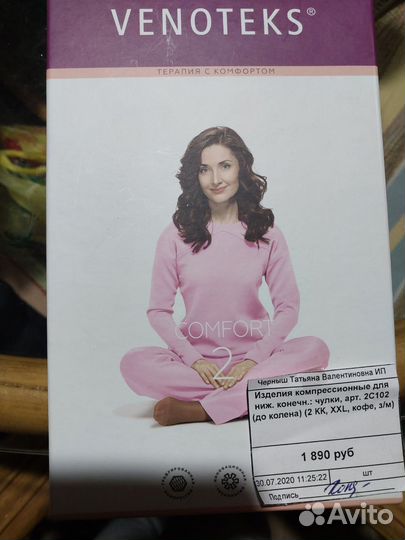 VENOTEKS®
ТЕРАПИЯ С КОМФОРТОМ
COMFORT
2
Черныш Татьяна Валентиновна ИП
Изделия компрессионные для
ниж. конечн.: чулки, арт. 2С102
(до колена) (2 КК, XXL, кофе, з/м)
1 890 руб
30.07.2020 11:25:22
шт
Подпись
Avito